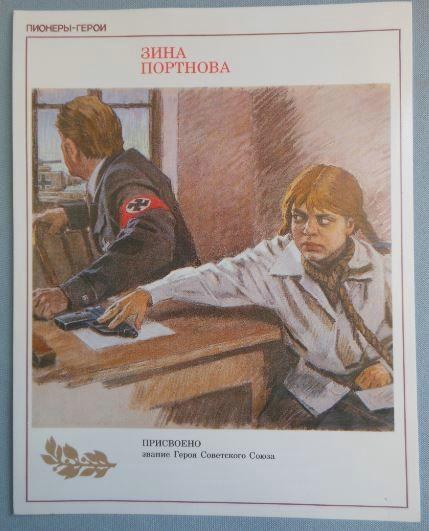 ПИОНЕРЫ-ГЕРОИ
ЗИНА
ПОРТНОВА
ПРИСВОЕНО
звание Героя Советского Союза